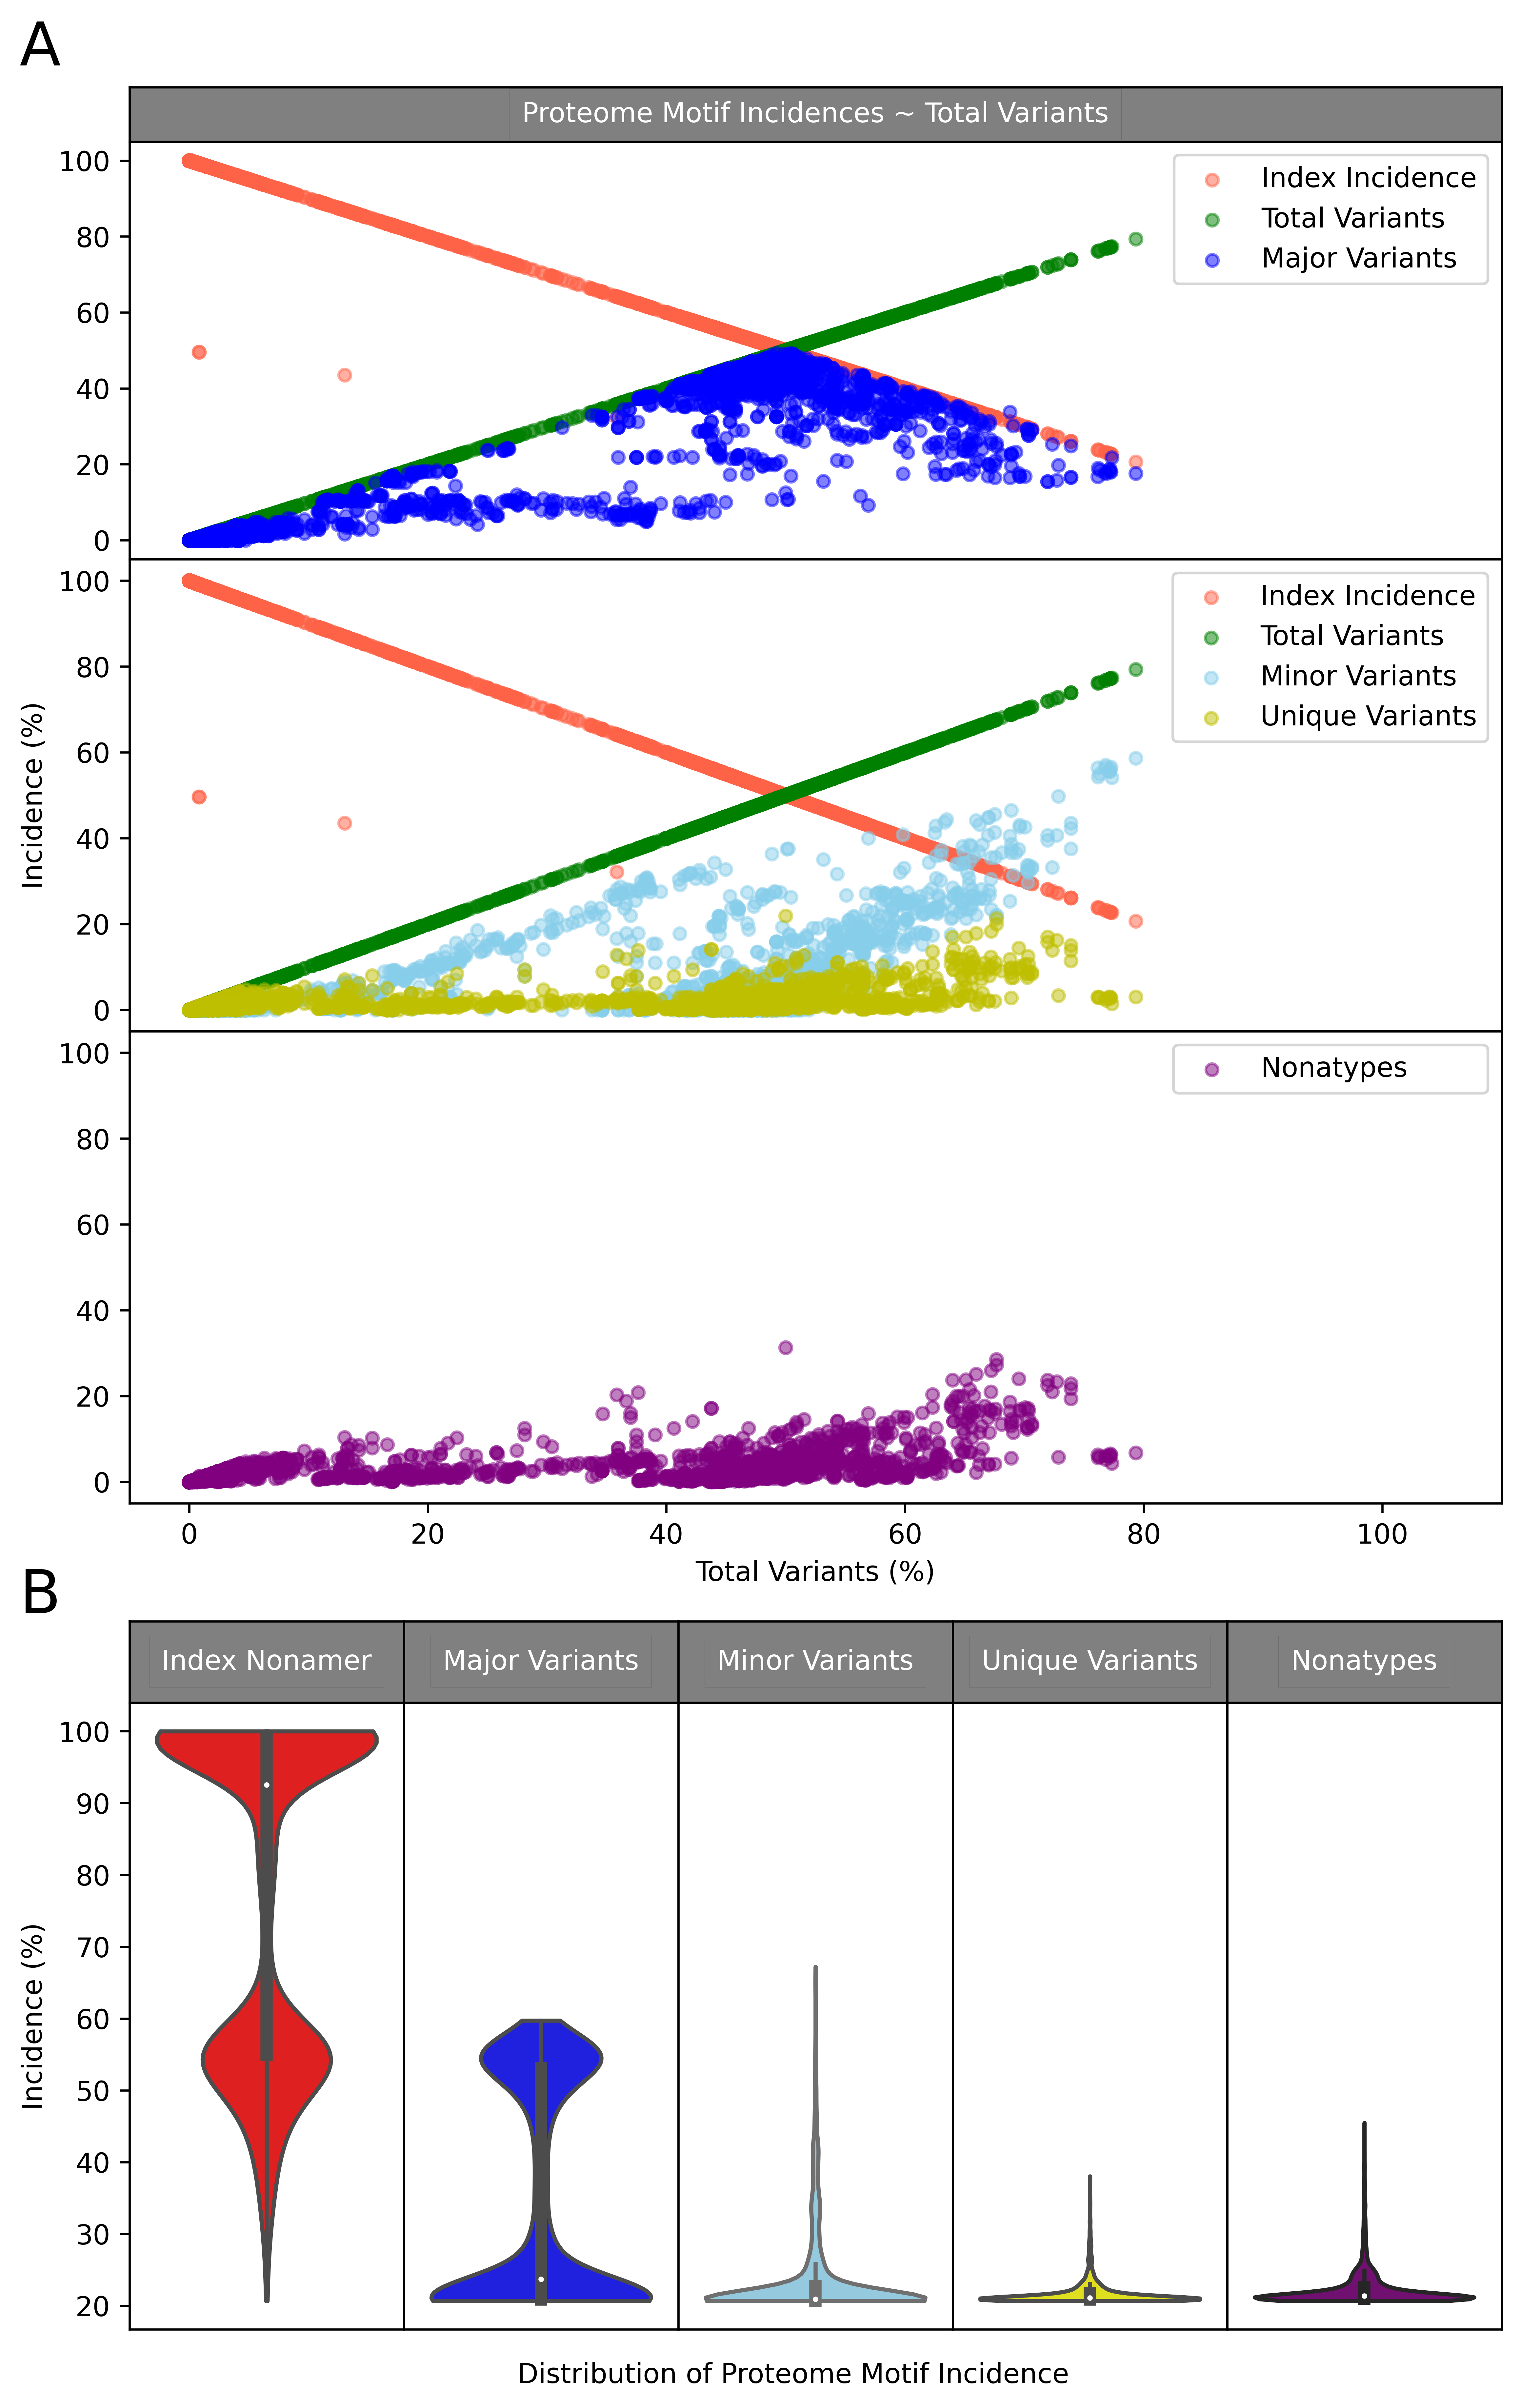 A
Proteome Motif Incidences ~ Total Variants
100
80
60
40
20
0
Index Incidence
Total Variants
Major Variants
100
80
60
40
20
0
Index Incidence
Total Variants
Minor Variants
Unique Variants
Incidence (%)
100
80
60
40
20
0
Nonatypes
0 20 40 60 80 100
Total Variants (%)
B
Index Nonamer Major Variants Minor Variants Unique Variants Nonatypes
100
90
80
70
60
50
40
30
20
Incidence (%)
Distribution of Proteome Motif Incidence